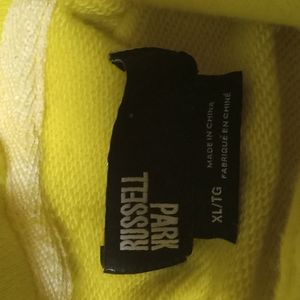 RUSSELL
PARK
XL/TG
MADE IN CHINA
FABRIQUÉ EN CHINE